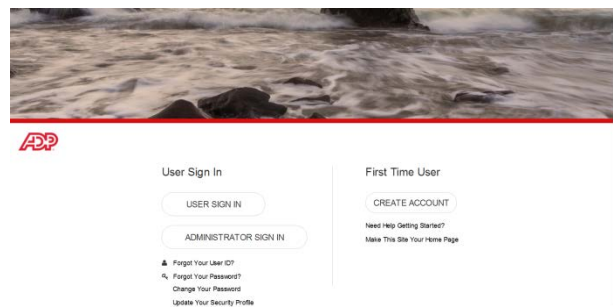 ADP
User Sign In
USER SIGN IN
ADMINISTRATOR SIGN IN
Forgot Your User ID?
Forgot Your Password?
Change Your Password
Update Your Security Profile
First Time User
CREATE ACCOUNT
Need Help Getting Started?
Make This Site Your Home Page